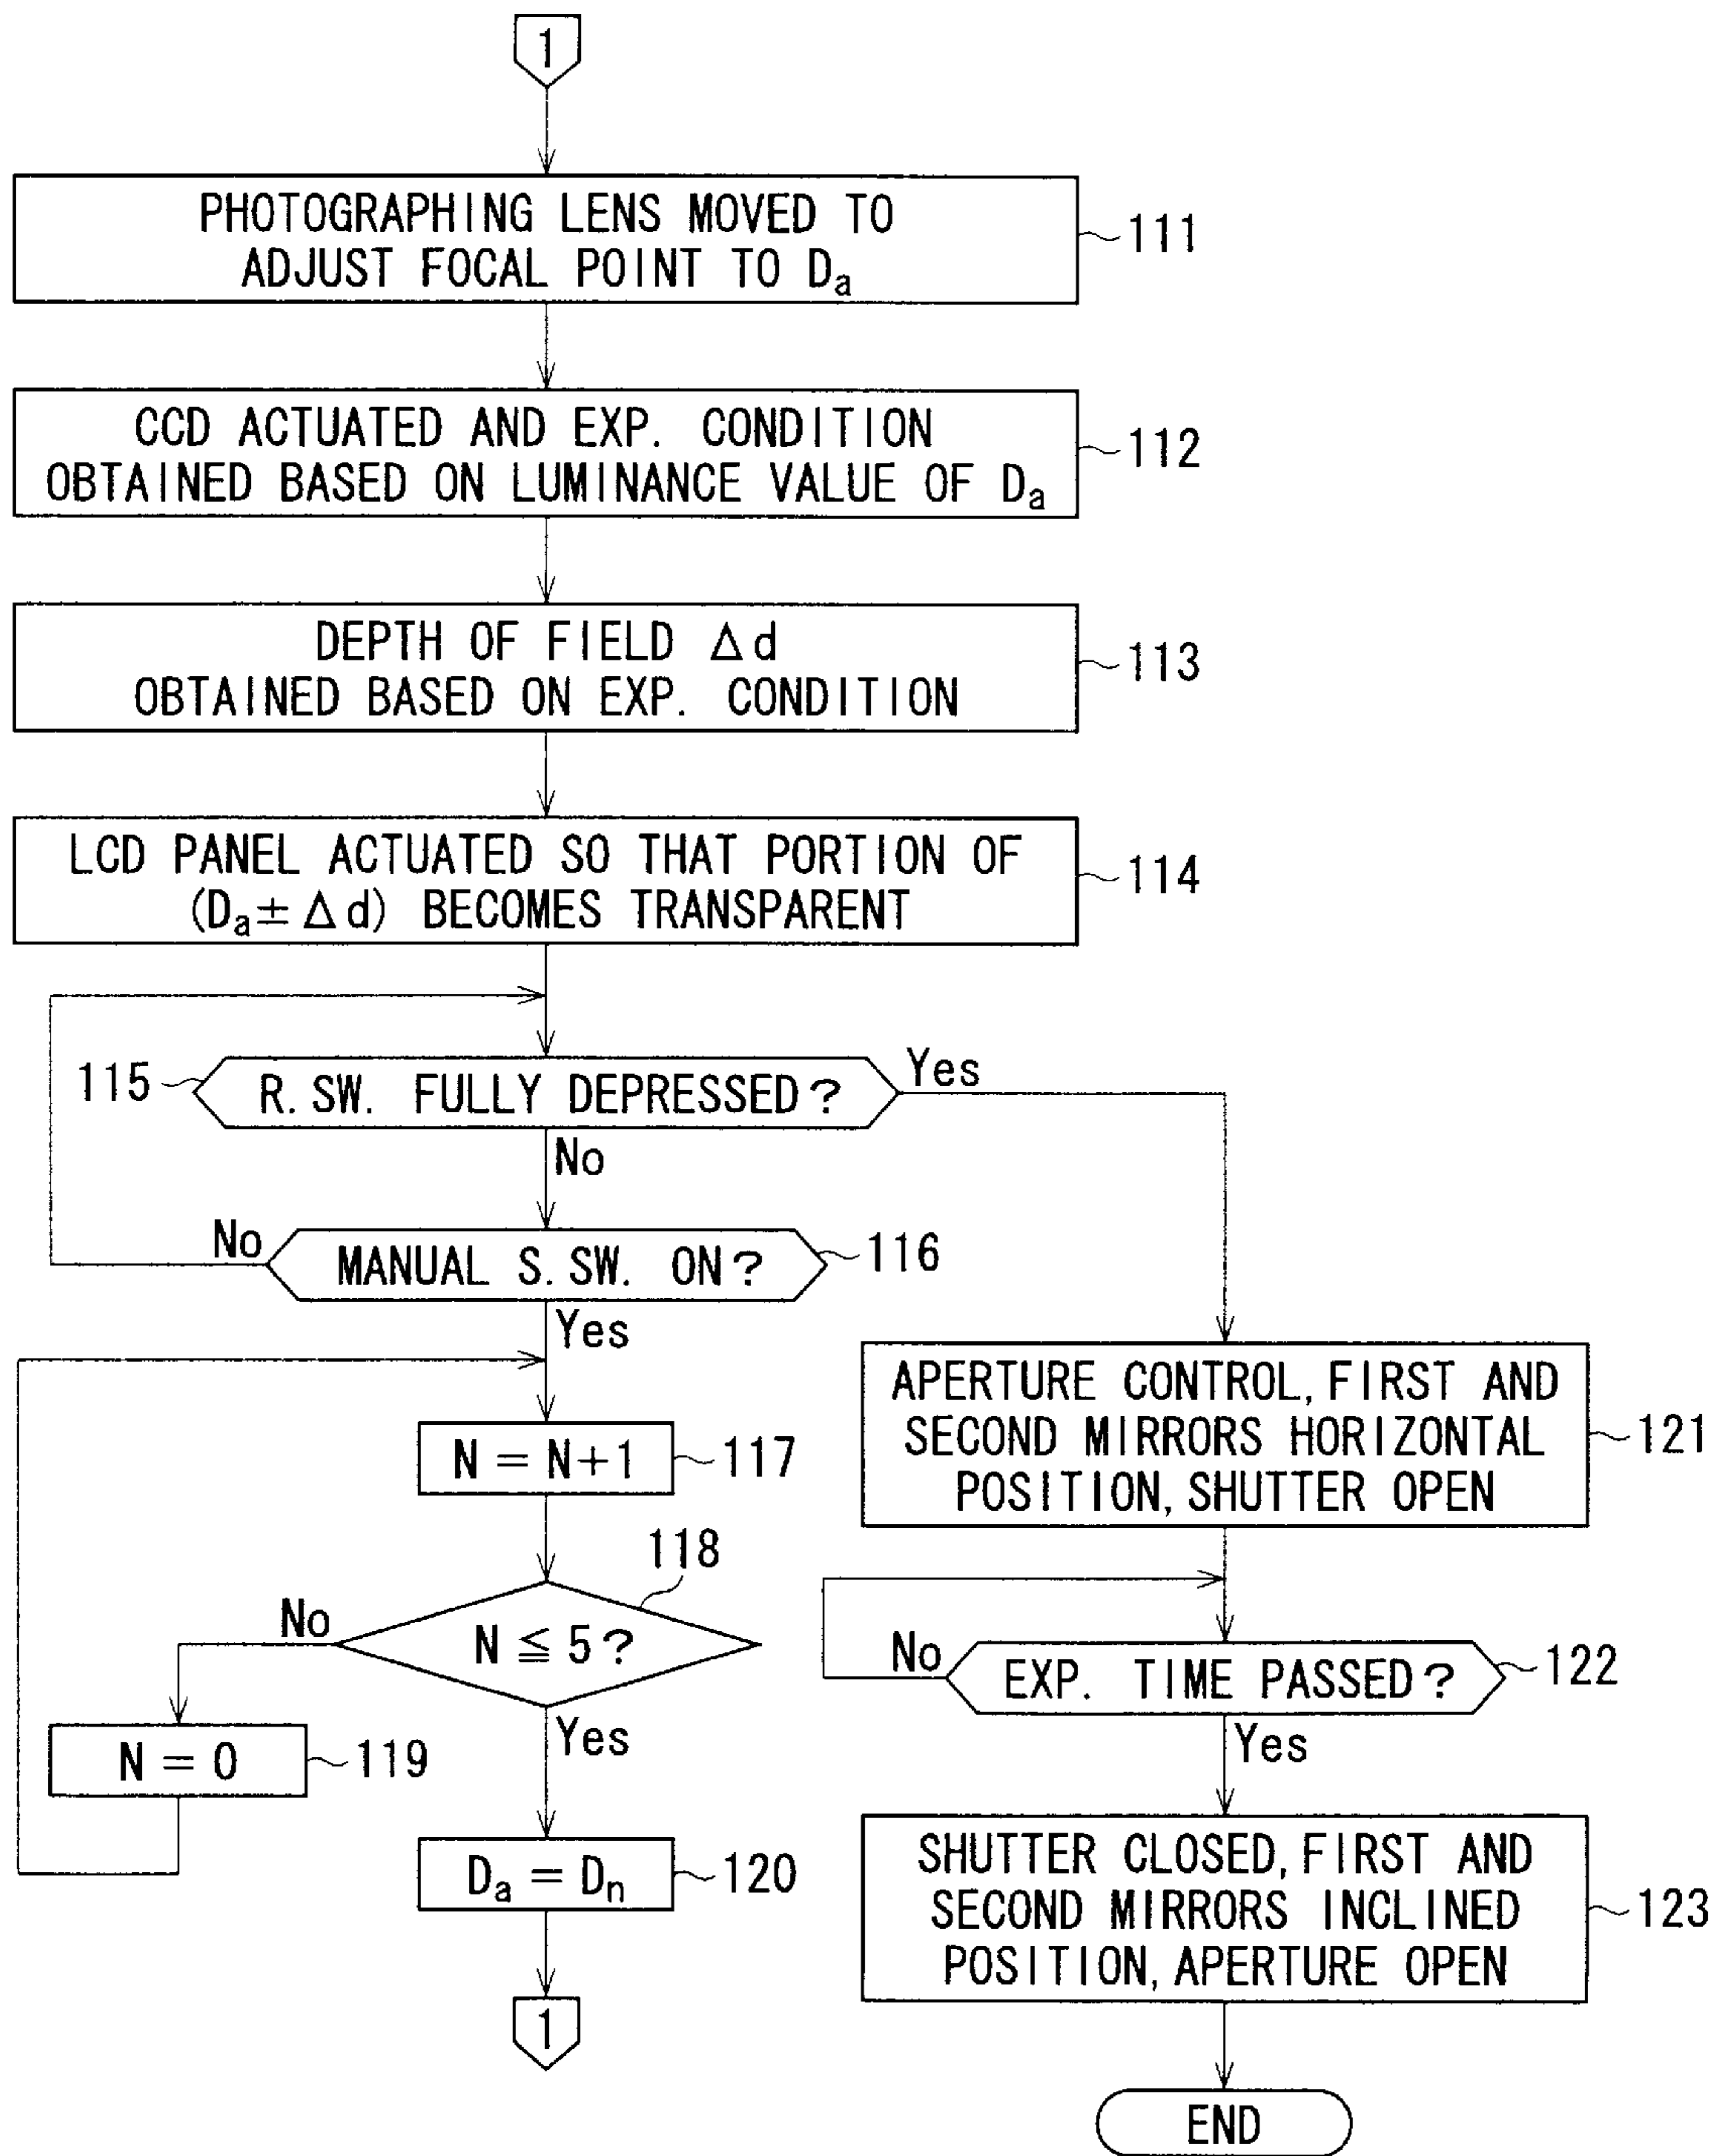 1
PHOTOGRAPHING LENS MOVED TO
ADJUST FOCAL POINT TO Da
111
CCD ACTUATED AND EXP. CONDITION
OBTAINED BASED ON LUMINANCE VALUE OF Da
112
DEPTH OF FIELD Δd
OBTAINED BASED ON EXP. CONDITION
113
LCD PANEL ACTUATED SO THAT PORTION OF
(Da±Δd) BECOMES TRANSPARENT
114
115
R.SW. FULLY DEPRESSED?
Yes
No
No
MANUAL S.SW. ON?
116
Yes
N=N+1
117
118
No
N≦5?
Yes
N=0
119
Da=Dn
120
1
APERTURE CONTROL, FIRST AND
SECOND MIRRORS HORIZONTAL
POSITION, SHUTTER OPEN
121
No
EXP. TIME PASSED?
122
Yes
SHUTTER CLOSED, FIRST AND
SECOND MIRRORS INCLINED
POSITION, APERTURE OPEN
123
END